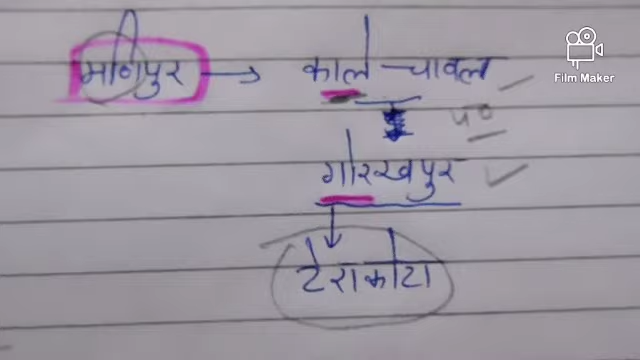 मणिपुर → काले चावल
गोरखपुर
↓
टेराकोटा
Film Maker